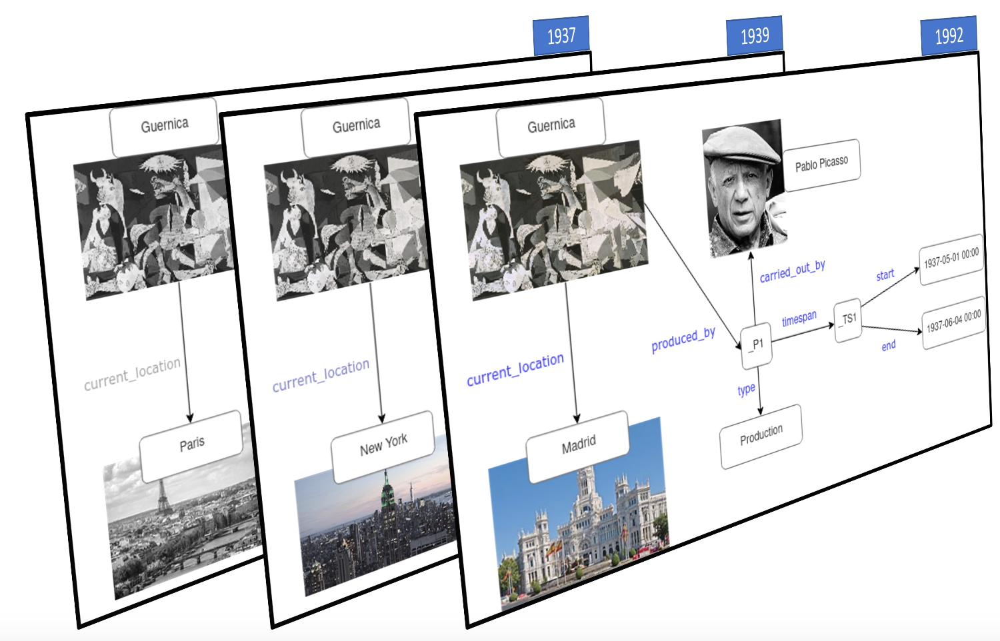 1937
1939
1992
Guernica
current_location
Paris
Guernica
current_location
New York
Guernica
current_location
Madrid
Pablo Picasso
carried_out_by
produced_by
_P1
timespan
_TS1
start
1937-05-01 00:00
end
1937-06-04 00:00
type
Production